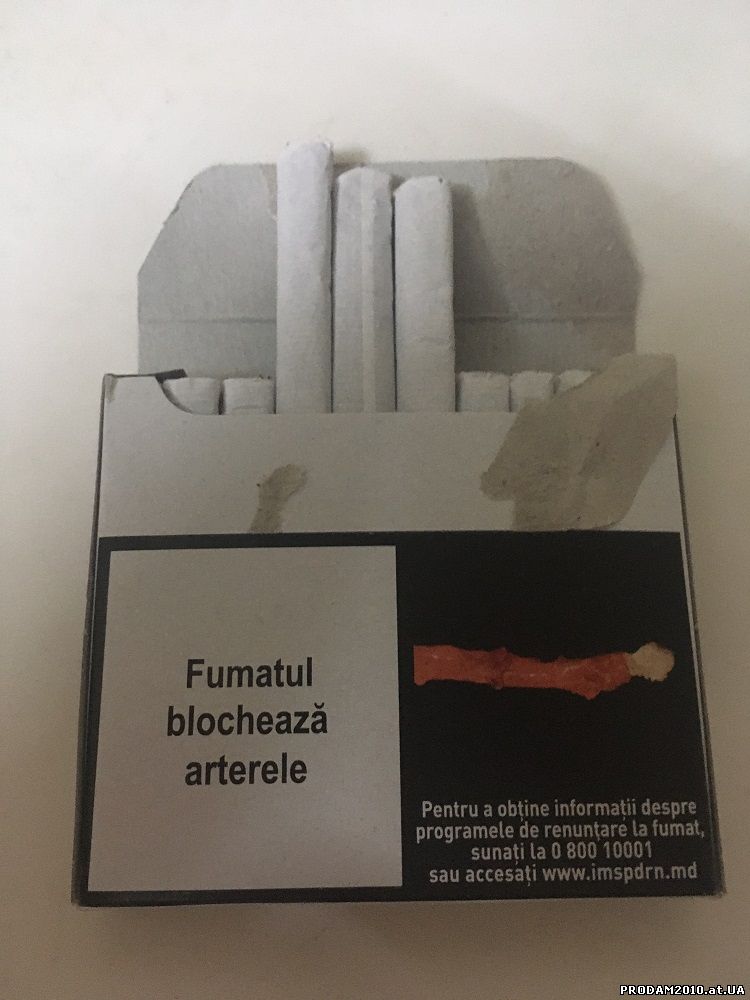 Fumatul
blochează
arterele
Pentru a obține informații despre
programele de renunțare la fumat,
sunați la 0 800 10001
sau accesați www.imspdrn.md
PRODAM2010.at.UA